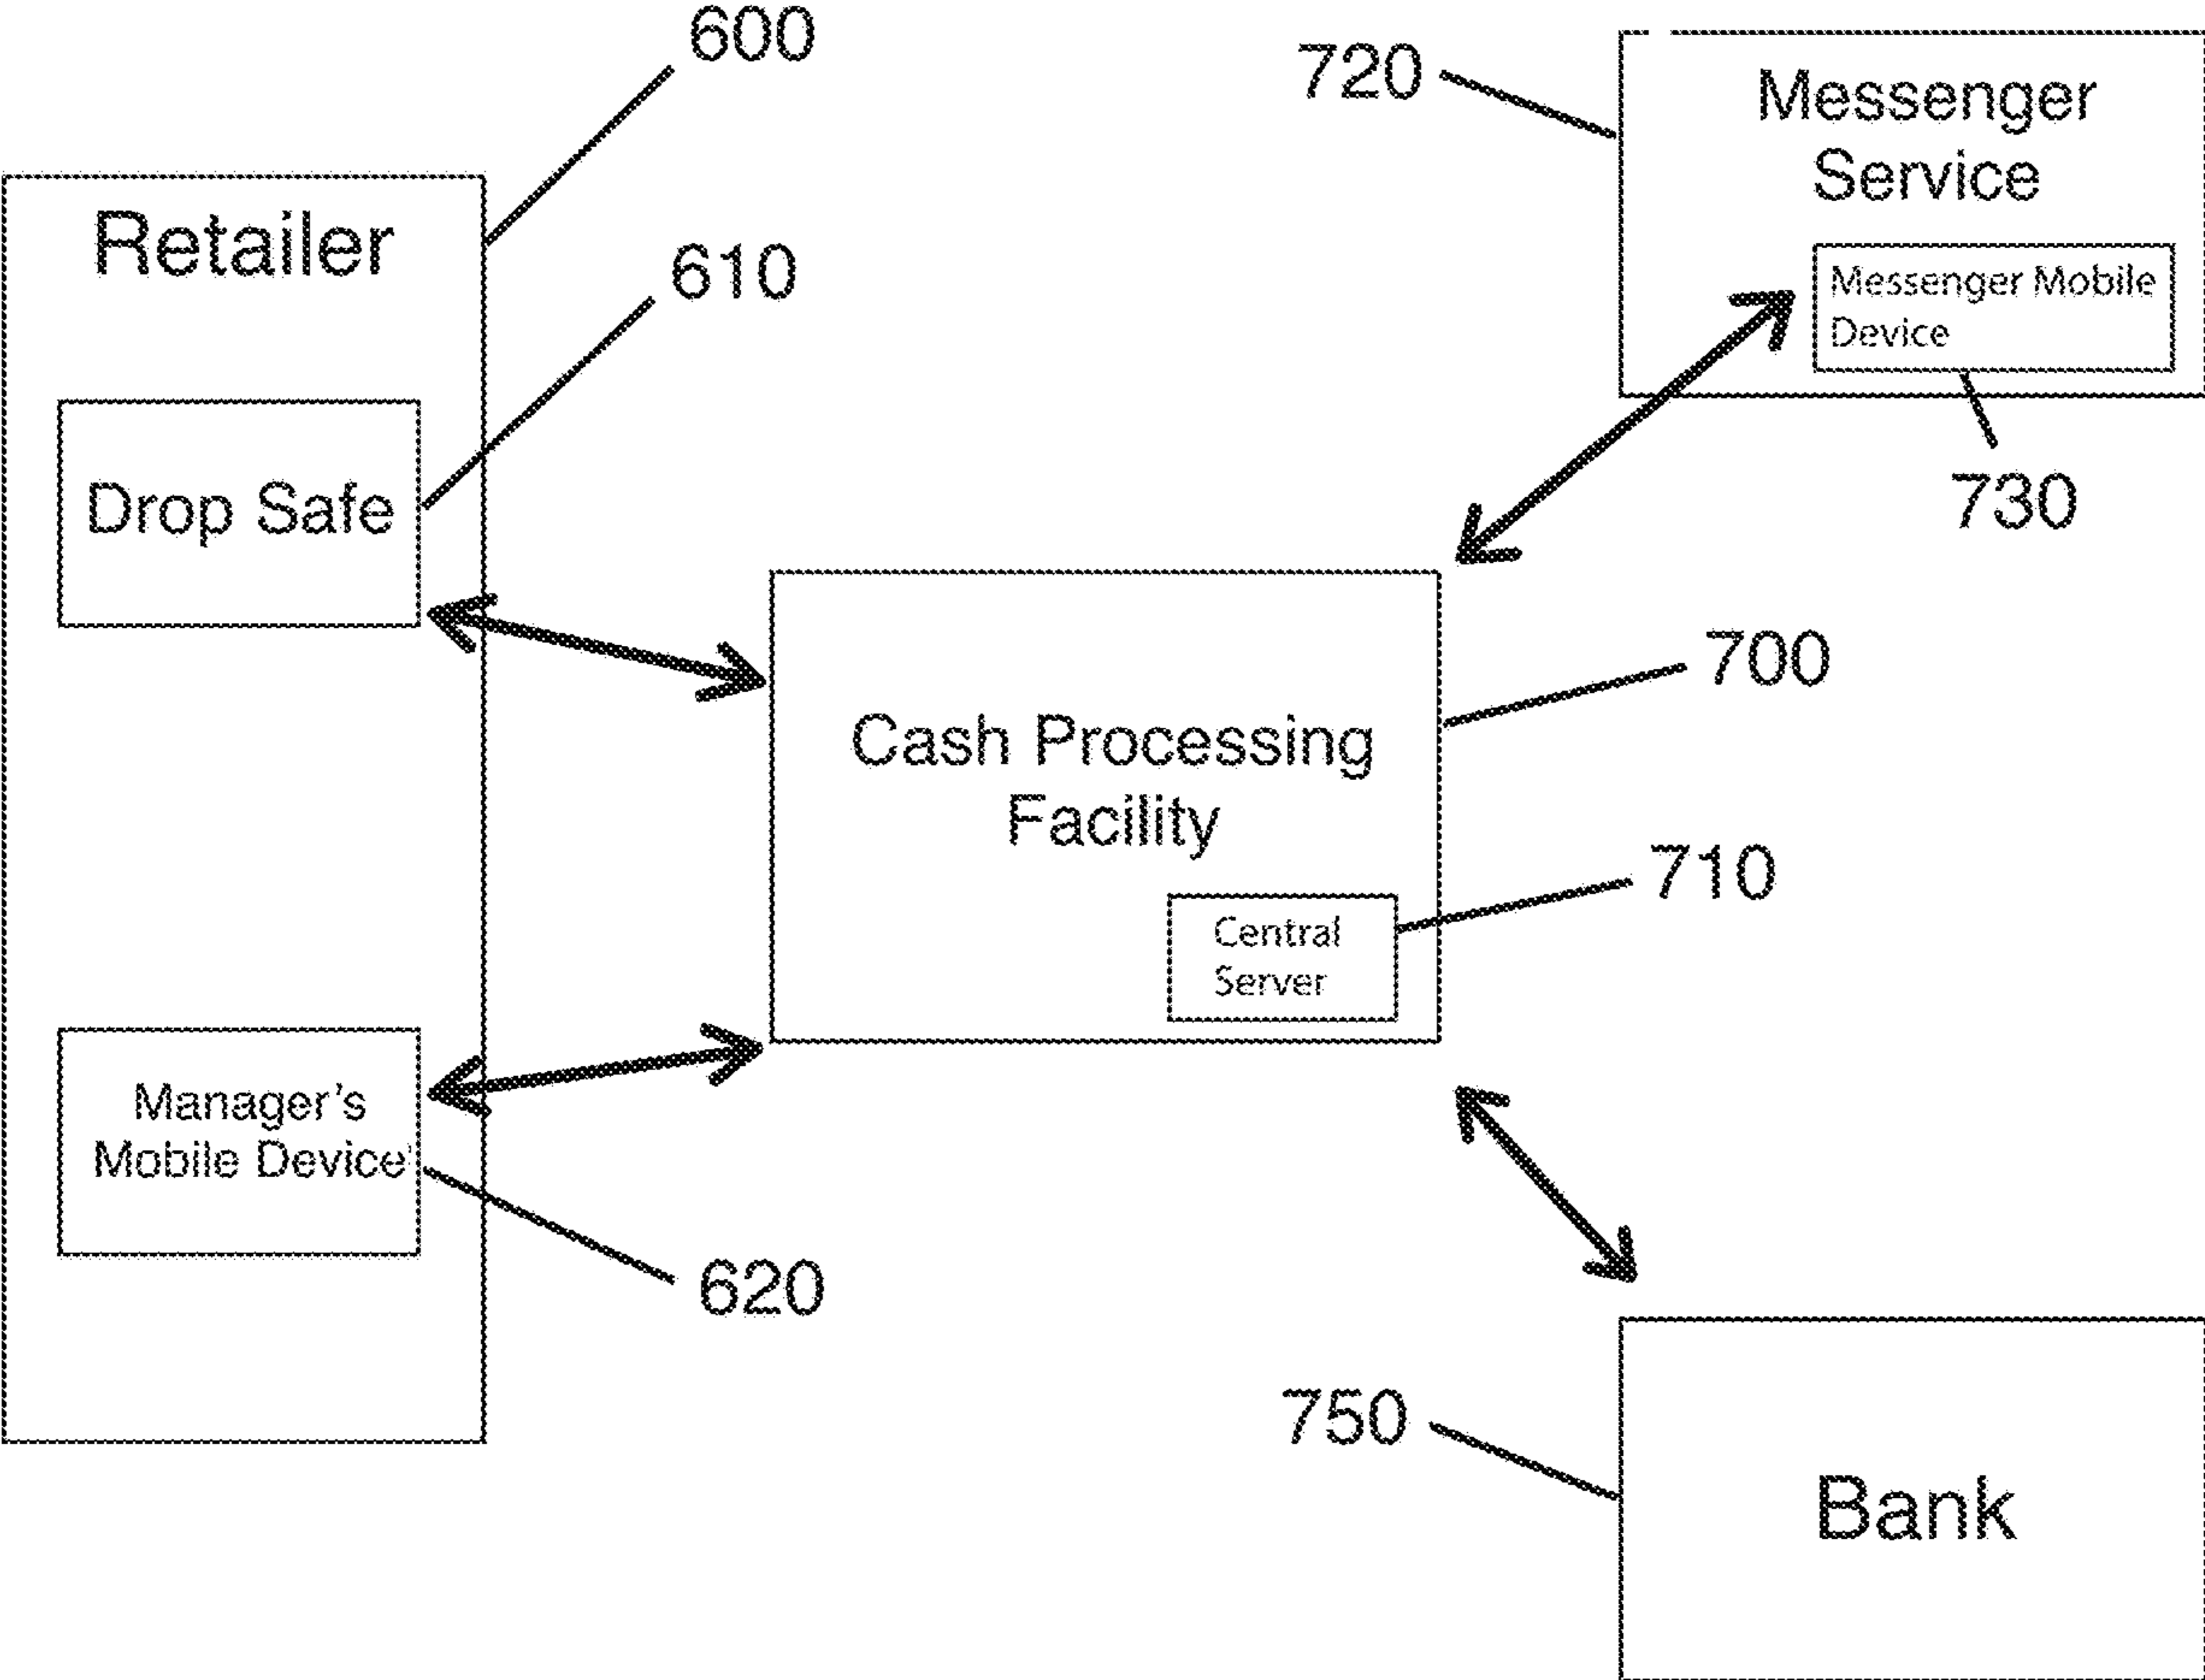 600
720
Messenger
Service
Retailer
610
Messenger Mobile
Device
Drop Safe
730
700
Cash Processing
Facility
710
Central
Server
Manager's
Mobile Device
620
750
Bank